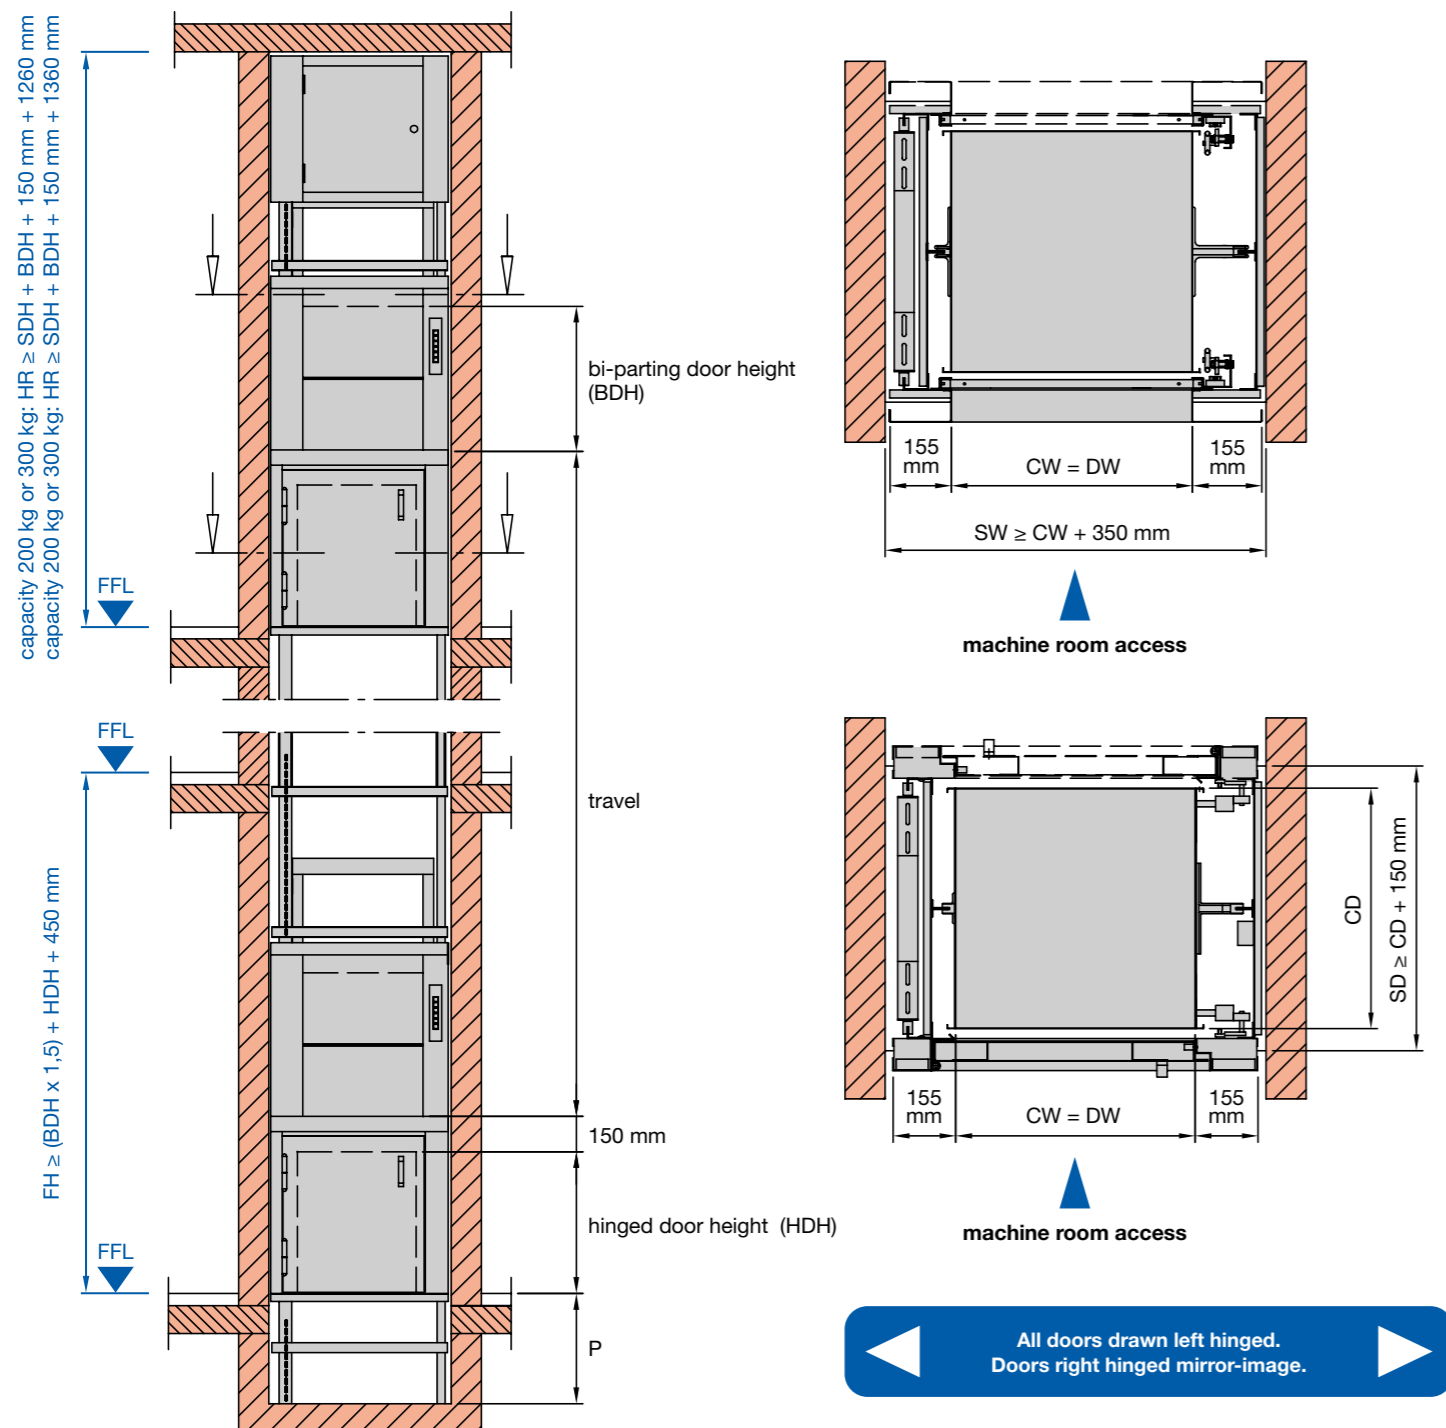 capacity 200 kg or 300 kg: HR ≥ SDH + BDH + 150 mm + 1260 mm
capacity 200 kg or 300 kg: HR ≥ SDH + BDH + 150 mm + 1360 mm
FFL
FFL
FH ≥ (BDH x 1,5) + HDH + 450 mm
FFL
bi-parting door height
(BDH)
travel
150 mm
hinged door height (HDH)
P
155
mm
CW = DW
155
mm
SW ≥ CW + 350 mm
machine room access
CD
SD ≥ CD + 150 mm
155
mm
CW = DW
155
mm
machine room access
All doors drawn left hinged.
Doors right hinged mirror-image.